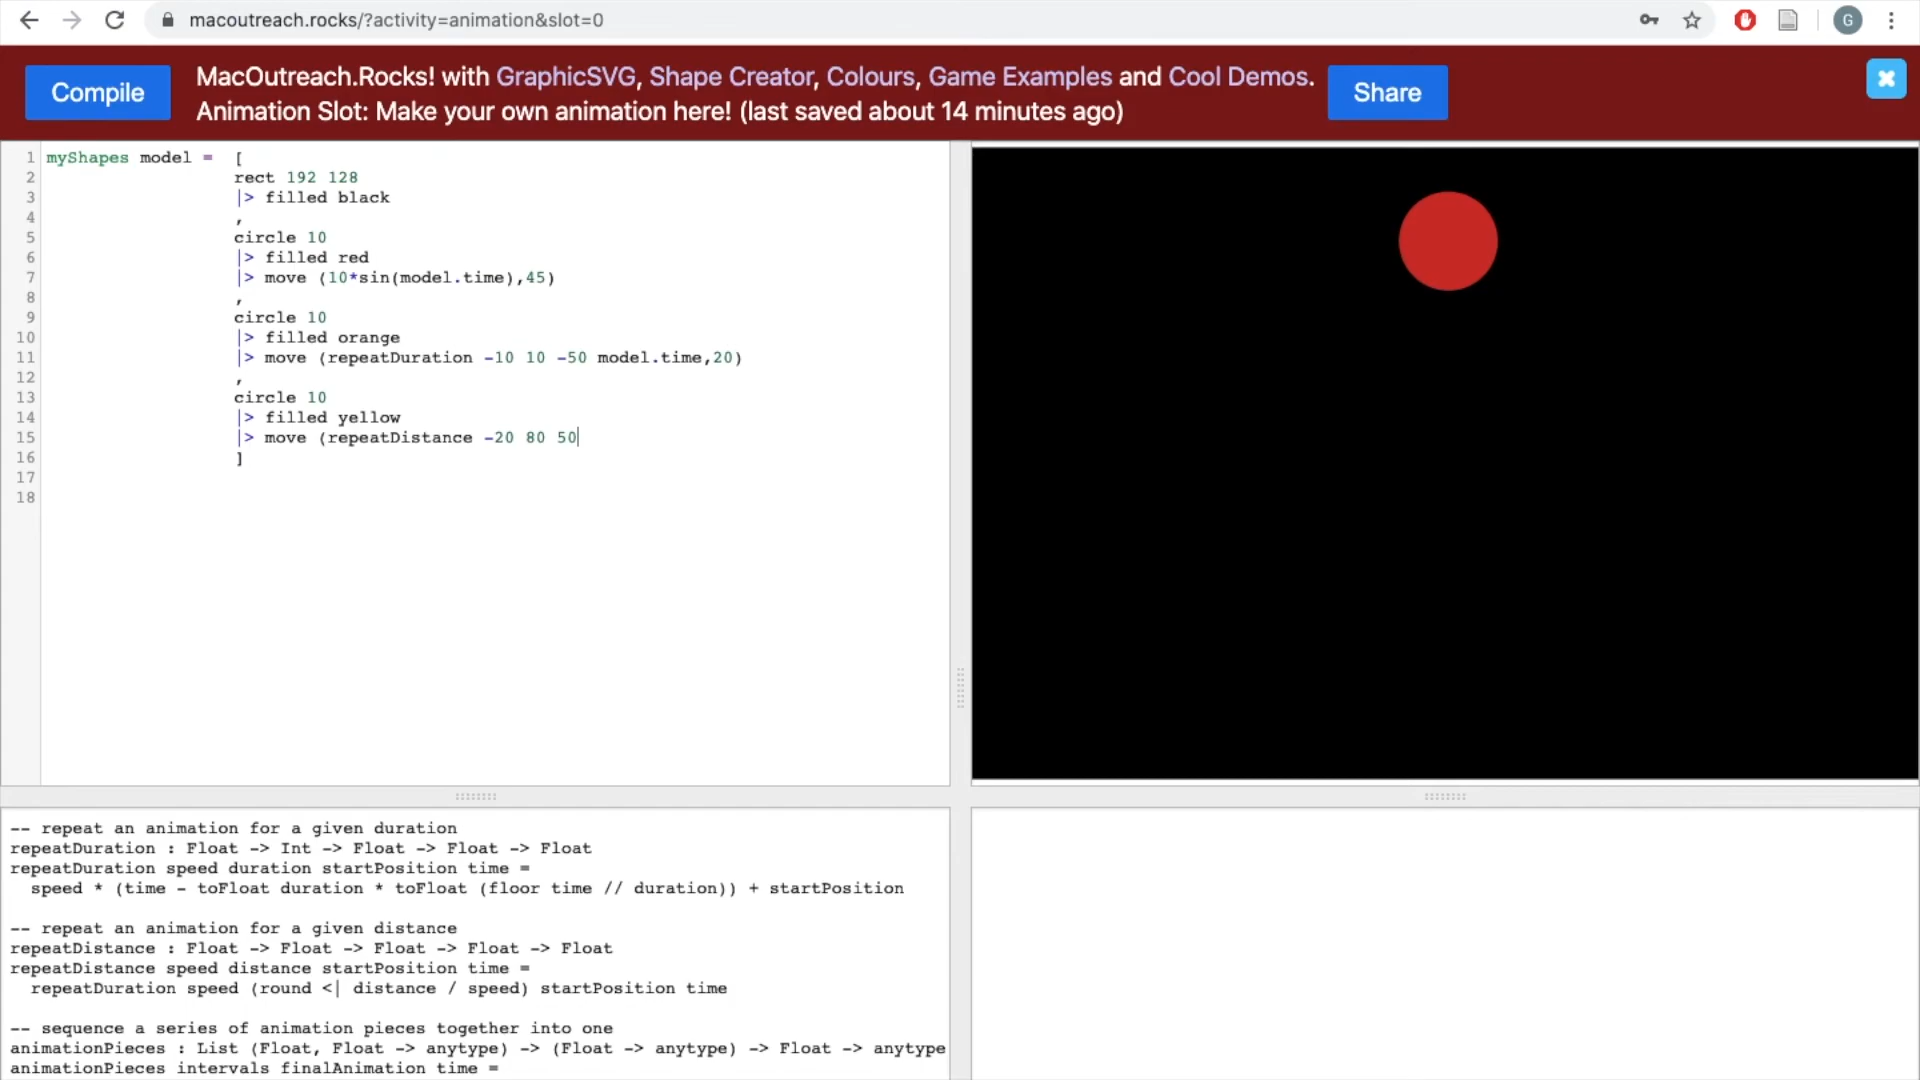 macoutreach.rocks/?activity=animation&slot=0
G
Compile
MacOutreach.Rocks! with GraphicSVG, Shape Creator, Colours, Game Examples and Cool Demos.
Animation Slot: Make your own animation here! (last saved about 14 minutes ago)
Share
1 myShapes model = [
2 rect 192 128
3 |> filled black
4 ,
5 circle 10
6 |> filled red
7 |> move (10*sin(model.time),45)
8 ,
9 circle 10
10 |> filled orange
11 |> move (repeatDuration -10 10 -50 model.time,20)
12 ,
13 circle 10
14 |> filled yellow
15 |> move (repeatDistance -20 80 50
16 ]
17
18
-- repeat an animation for a given duration
repeatDuration : Float -> Int -> Float -> Float -> Float
repeatDuration speed duration startPosition time =
speed * (time - toFloat duration * toFloat (floor time // duration)) + startPosition
-- repeat an animation for a given distance
repeatDistance : Float -> Float -> Float -> Float -> Float
repeatDistance speed distance startPosition time =
repeatDuration speed (round <| distance / speed) startPosition time
-- sequence a series of animation pieces together into one
animationPieces : List (Float, Float -> anytype) -> (Float -> anytype) -> Float -> anytype
animationPieces intervals finalAnimation time =